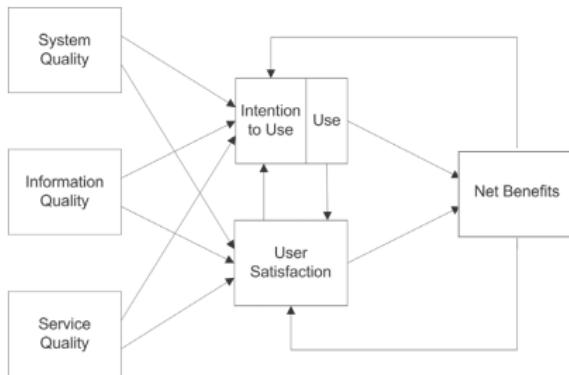 System
Quality
Intention
to Use
Use
Information
Quality
Net Benefits
User
Satisfaction
Service
Quality